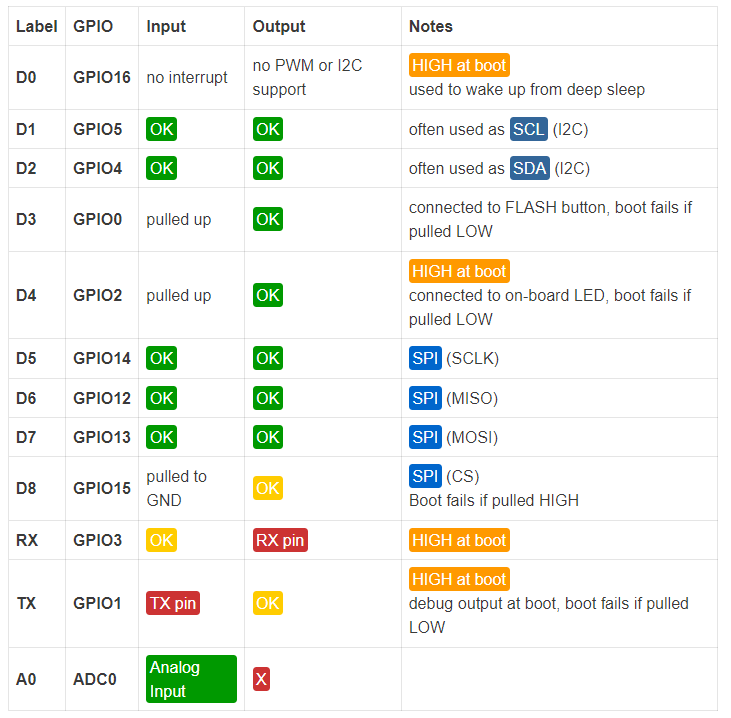 Label GPIO Input Output Notes
D0 GPIO16 no interrupt no PWM or I2C support HIGH at boot
used to wake up from deep sleep
D1 GPIO5 OK OK often used as SCL (I2C)
D2 GPIO4 OK OK often used as SDA (I2C)
D3 GPIO0 pulled up OK connected to FLASH button, boot fails if
pulled LOW
D4 GPIO2 pulled up OK HIGH at boot
connected to on-board LED, boot fails if
pulled LOW
D5 GPIO14 OK OK SPI (SCLK)
D6 GPIO12 OK OK SPI (MISO)
D7 GPIO13 OK OK SPI (MOSI)
D8 GPIO15 pulled to GND OK SPI (CS)
Boot fails if pulled HIGH
RX GPIO3 OK RX pin HIGH at boot
TX GPIO1 TX pin OK HIGH at boot
debug output at boot, boot fails if pulled
LOW
A0 ADC0 Analog Input X